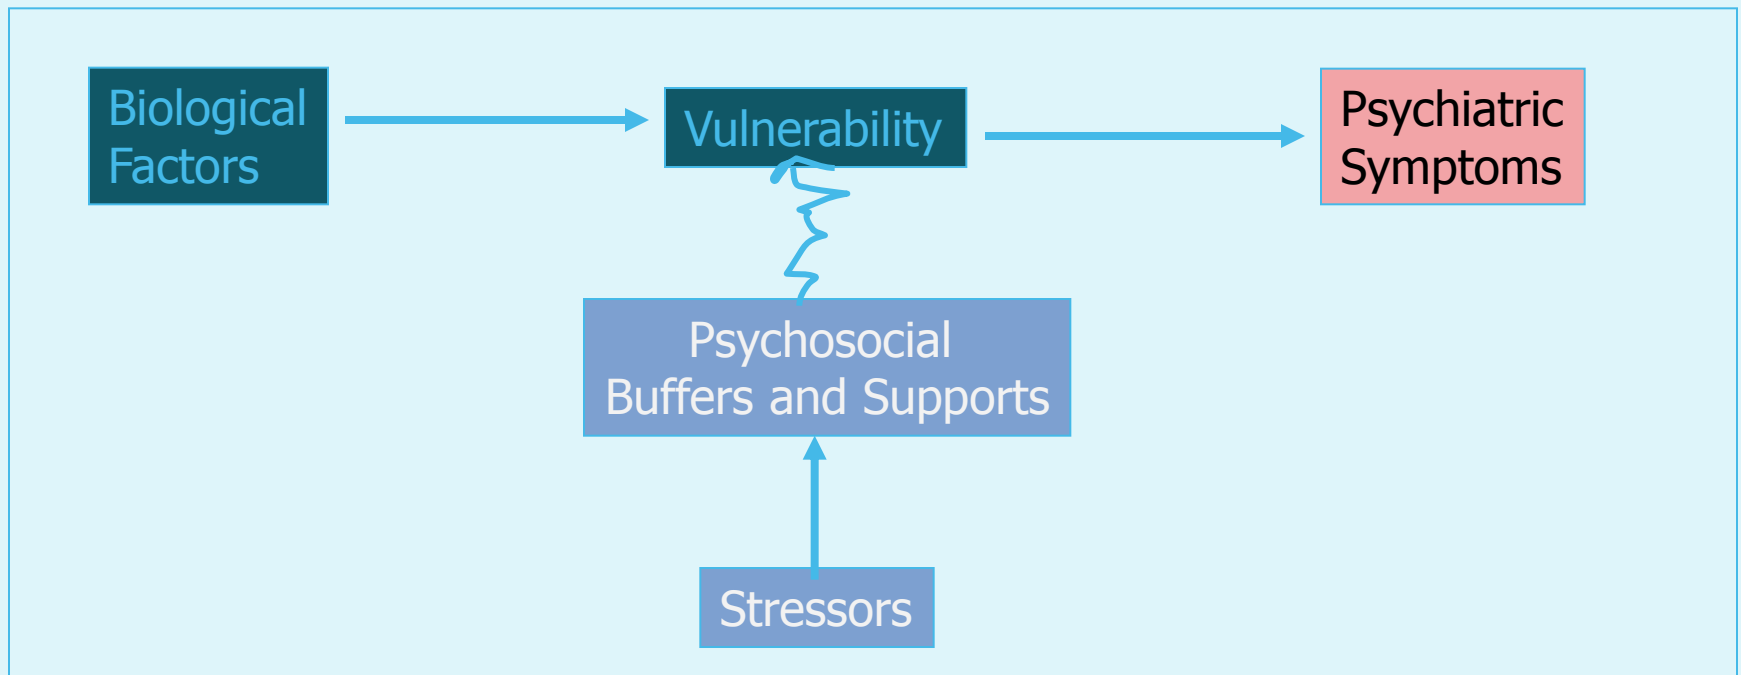 Biological
Factors
Vulnerability
Psychiatric
Symptoms
Psychosocial
Buffers and Supports
Stressors